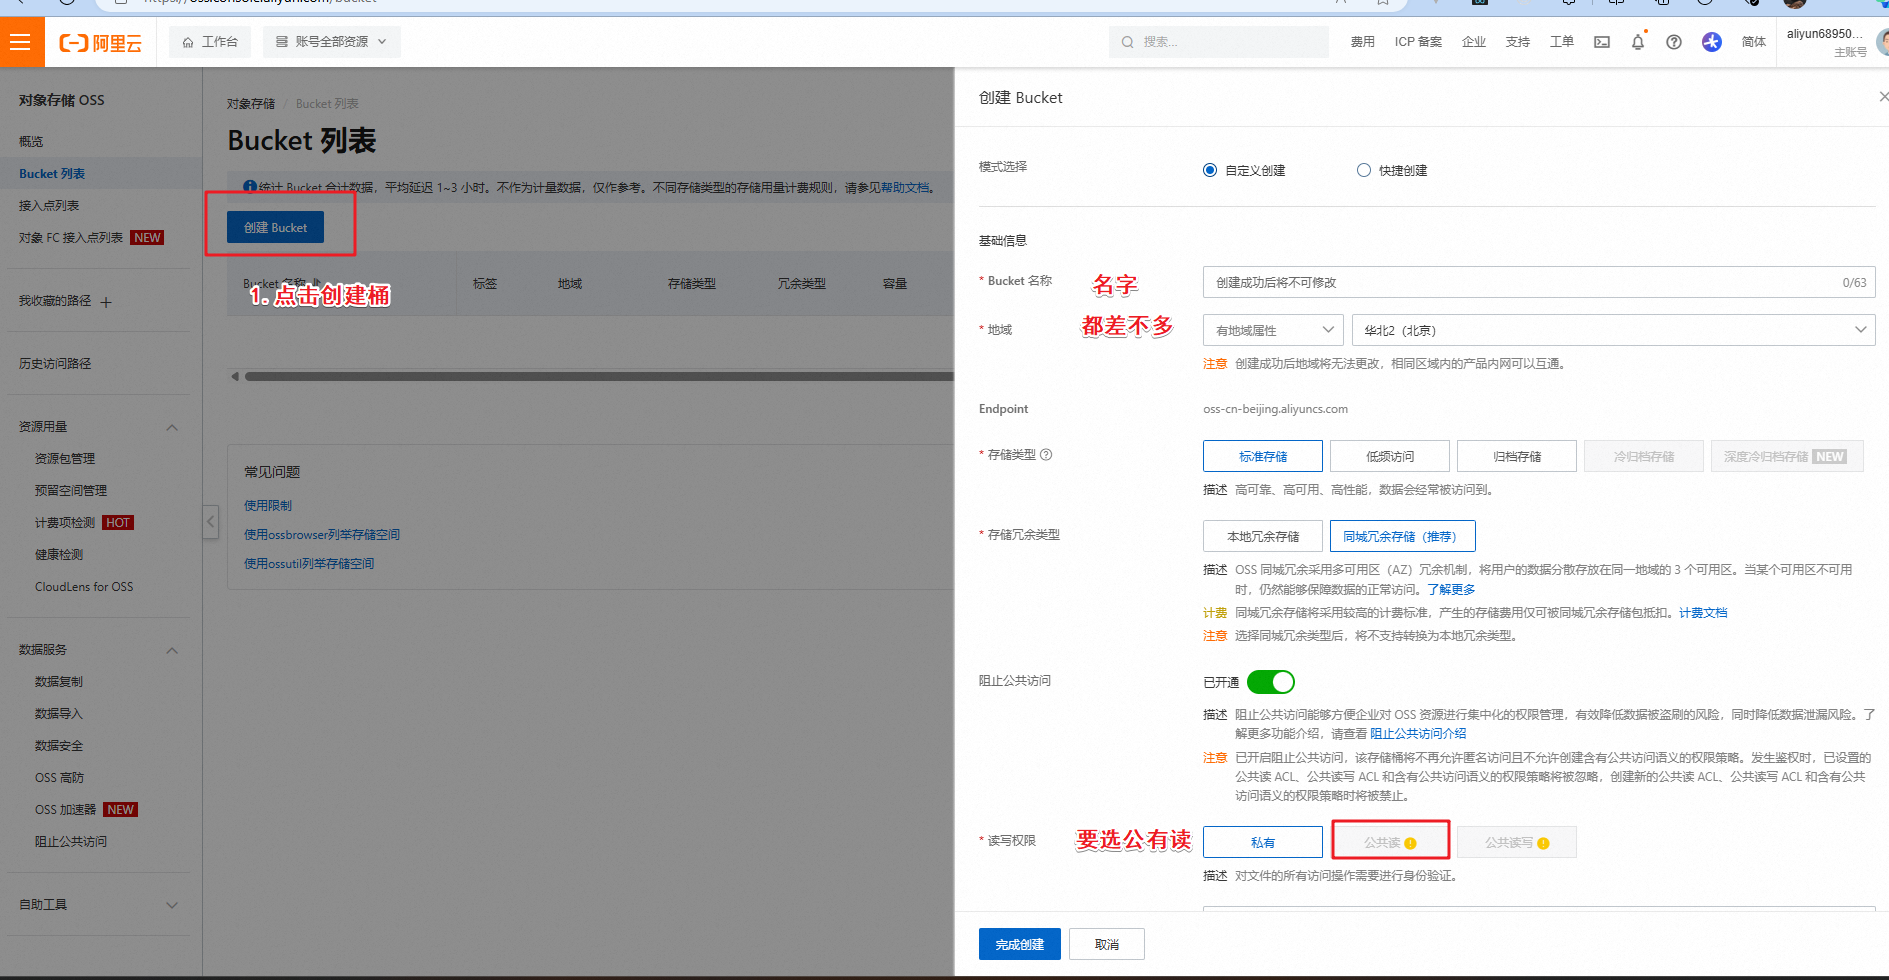 阿里云
工作台
账号全部资源
搜索...
费用
ICP 备案
企业
支持
工单
简体
aliyun68950...
主账号
对象存储 OSS
概览
Bucket 列表
接入点列表
对象 FC 接入点列表 NEW
我收藏的路径
历史访问路径
资源用量
资源包管理
预留空间管理
计费项检测 HOT
健康检测
CloudLens for OSS
数据服务
数据复制
数据导入
数据安全
OSS 高防
OSS 加速器 NEW
阻止公共访问
自助工具
对象存储 / Bucket 列表
Bucket 列表
统计 Bucket 合计数据，平均延迟 1~3 小时。不作为计量数据，仅作参考。不同存储类型的存储用量计费规则，请参见帮助文档。
创建 Bucket
Bucket 名称
标签
地域
存储类型
冗余类型
容量
1. 点击创建桶
常见问题
使用限制
使用ossbrowser列举存储空间
使用ossutil列举存储空间
创建 Bucket
模式选择
自定义创建
快捷创建
基础信息
* Bucket 名称
名字
创建成功后将不可修改
0/63
* 地域
都差不多
有地域属性
华北2（北京）
注意 创建成功后地域将无法更改，相同区域内的产品内网可以互通。
Endpoint
oss-cn-beijing.aliyuncs.com
* 存储类型
标准存储
低频访问
归档存储
冷归档存储
深度冷归档存储 NEW
描述 高可靠、高可用、高性能，数据会经常被访问到。
* 存储冗余类型
本地冗余存储
同城冗余存储（推荐）
描述 OSS 同城冗余采用多可用区（AZ）冗余机制，将用户的数据分散存放在同一地域的 3 个可用区。当某个可用区不可用
时，仍然能够保障数据的正常访问。了解更多
计费 同城冗余存储将采用较高的计费标准，产生的存储费用仅可被同城冗余存储包抵扣。计费文档
注意 选择同城冗余类型后，将不支持转换为本地冗余类型。
阻止公共访问
已开通
描述 阻止公共访问能够方便企业对 OSS 资源进行集中化的权限管理，有效降低数据被盗刷的风险，同时降低数据泄漏风险。了
解更多功能介绍，请查看 阻止公共访问介绍
注意 已开启阻止公共访问，该存储桶将不再允许匿名访问且不允许创建含有公共访问语义的权限策略。发生鉴权时，已设置的
公共读 ACL、公共读写 ACL 和含有公共访问语义的权限策略将被忽略，创建新的公共读 ACL、公共读写 ACL 和含有公共
访问语义的权限策略时将被禁止。
* 读写权限
要选公有读
私有
公共读
公共读写
描述 对文件的所有访问操作需要进行身份验证。
完成创建
取消